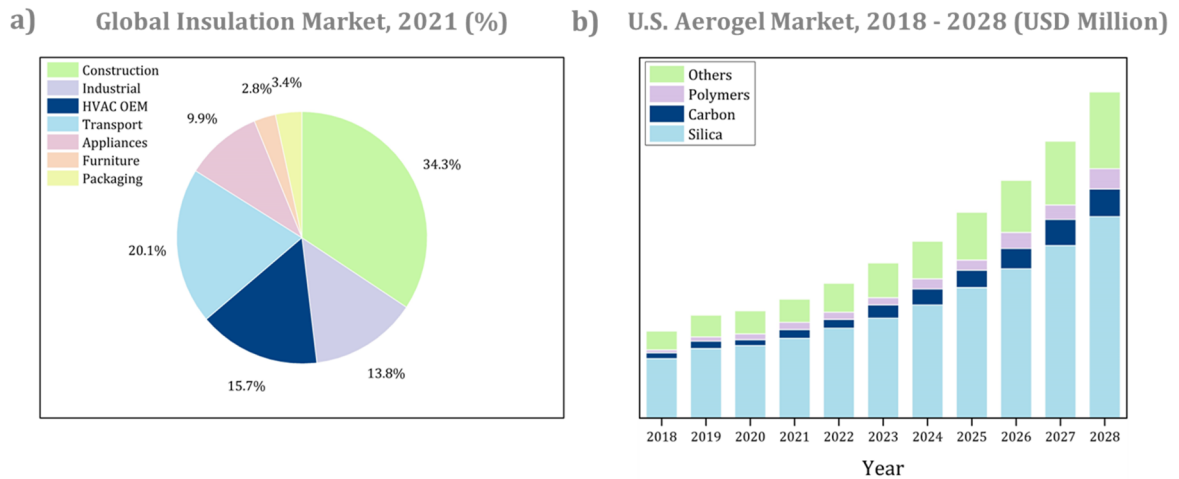 a)
Global Insulation Market, 2021 (%)
Construction
Industrial
HVAC OEM
Transport
Appliances
Furniture
Packaging
2.8%
3.4%
9.9%
34.3%
20.1%
13.8%
15.7%
b)
U.S. Aerogel Market, 2018 - 2028 (USD Million)
Others
Polymers
Carbon
Silica
2018 2019 2020 2021 2022 2023 2024 2025 2026 2027 2028
Year